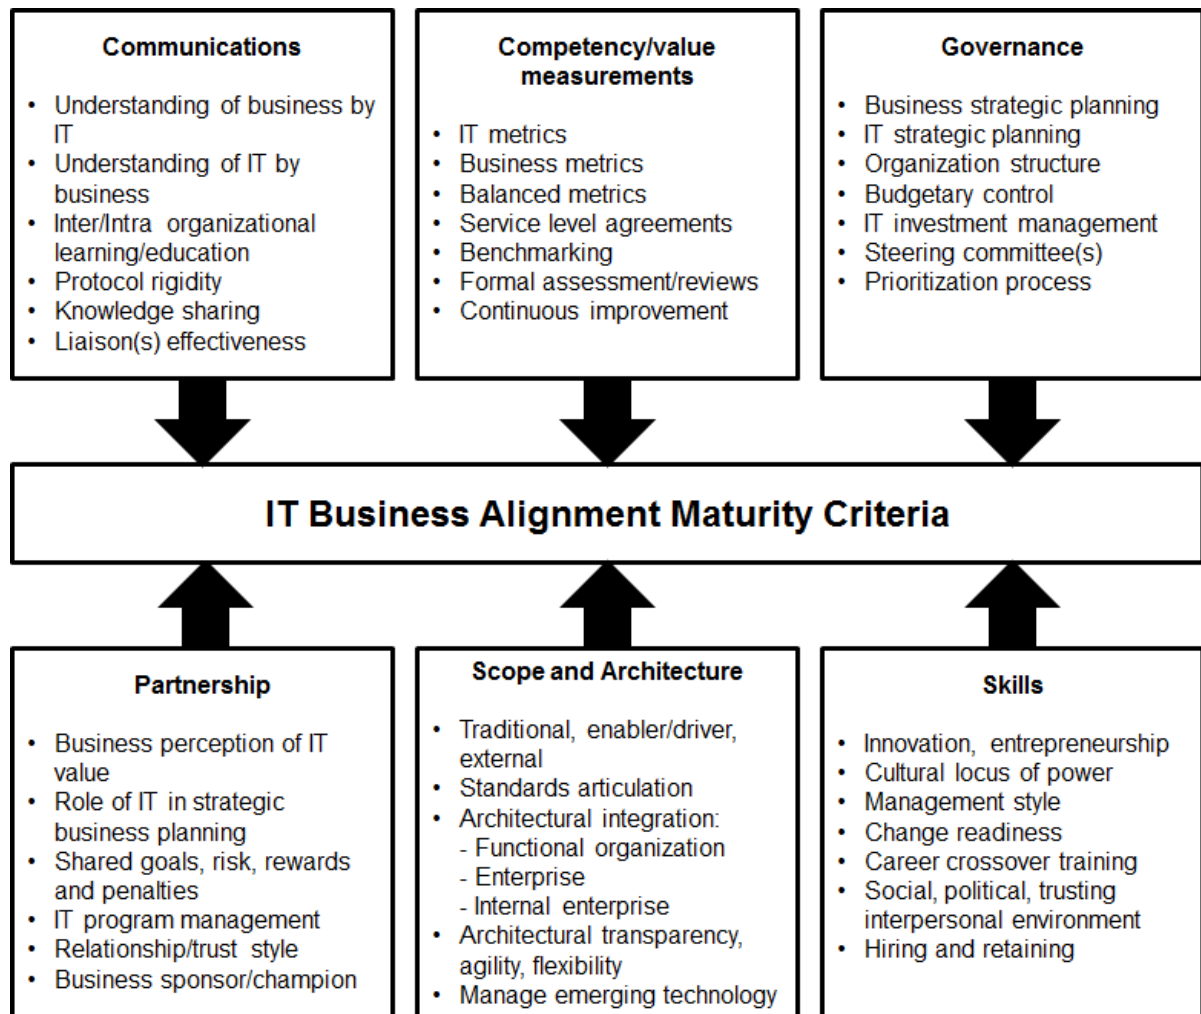 Communications
• Understanding of business by
IT
• Understanding of IT by
business
• Inter/Intra organizational
learning/education
• Protocol rigidity
• Knowledge sharing
• Liaison(s) effectiveness
Competency/value
measurements
• IT metrics
• Business metrics
• Balanced metrics
• Service level agreements
• Benchmarking
• Formal assessment/reviews
• Continuous improvement
Governance
• Business strategic planning
• IT strategic planning
• Organization structure
• Budgetary control
• IT investment management
• Steering committee(s)
• Prioritization process
IT Business Alignment Maturity Criteria
Partnership
• Business perception of IT
value
• Role of IT in strategic
business planning
• Shared goals, risk, rewards
and penalties
• IT program management
• Relationship/trust style
• Business sponsor/champion
Scope and Architecture
• Traditional, enabler/driver,
external
• Standards articulation
• Architectural integration:
- Functional organization
- Enterprise
- Internal enterprise
• Architectural transparency,
agility, flexibility
• Manage emerging technology
Skills
• Innovation, entrepreneurship
• Cultural locus of power
• Management style
• Change readiness
• Career crossover training
• Social, political, trusting
interpersonal environment
• Hiring and retaining